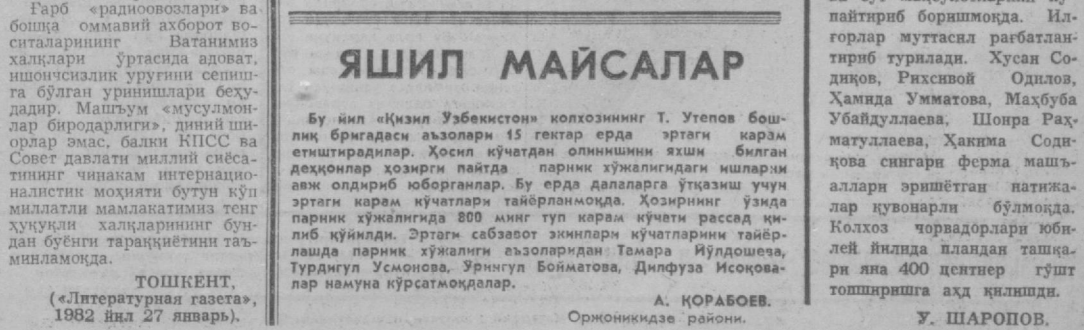 Ғарб «радиоовозлари» ва
бошқа оммавий ахборот во-
ситаларининг Ватанимиз
халқлари ўртасида адоват,
ишончсизлик уруғини сепиш-
га бўлган уринишлари беҳу-
дадир. Машъум «мусулмон-
лар биродарлиги», диний ши-
орлар эмас, балки КПСС ва
Совет давлати миллий сиёса-
тининг чинакам интернацио-
налистик моҳияти бутун кўп
миллатли мамлакатимиз тенг
ҳуқуқли халқларининг бун-
дан буёнги тараққиётини таъ-
минламоқда.
ТОШКЕНТ,
(«Литературная газета»,
1982 йил 27 январь).
ЯШИЛ МАЙСАЛАР
Бу йил «Қизил Ўзбекистон» колхозининг Т. Утепов бош-
лиқ бригадаси аъзолари 15 гектар ерда эртаги карам
етиштирадилар. Ҳосил кўчатдан олинишини яхши билган
деҳқонлар ҳозирги пайтда парник хўжалигидаги ишларни
авж олдириб юборганлар. Бу ерда далаларга ўтқазиш учун
эртаги карам кўчатлари тайёрланмоқда. Ҳозирнинг ўзида
парник хўжалигида 800 минг туп карам кўчати рассад қи-
либ қўйилди. Эртаги сабзавот экинлари кўчатларини тайёр-
лашда парник хўжалиги аъзоларидан Тамара Йўлдошева,
Турдигул Усмонова, Урингул Бойматова, Дилфуза Исоқова-
лар намуна кўрсатмоқдалар.
А. ҚОРАБОЕВ.
Оржоникидзе райони.
пайтириб боришмоқда. Ил-
ғорлар муттасил рағбатлан-
тириб турилади. Хусан Со-
диқов, Рихсивой Одилов,
Ҳамида Умматова, Маҳбуба
Убайдуллаева, Шонра Раҳ-
матуллаева, Ҳакима Соди-
қова сингари ферма машъ-
аллари эришётган натижа-
лар қувонарли бўлмоқда.
Колхоз чорвадорлари юби-
лей йилида пландан ташқа-
ри яна 400 центнер гўшт
топширишга аҳд қилишди.
У. ШАРОПОВ.